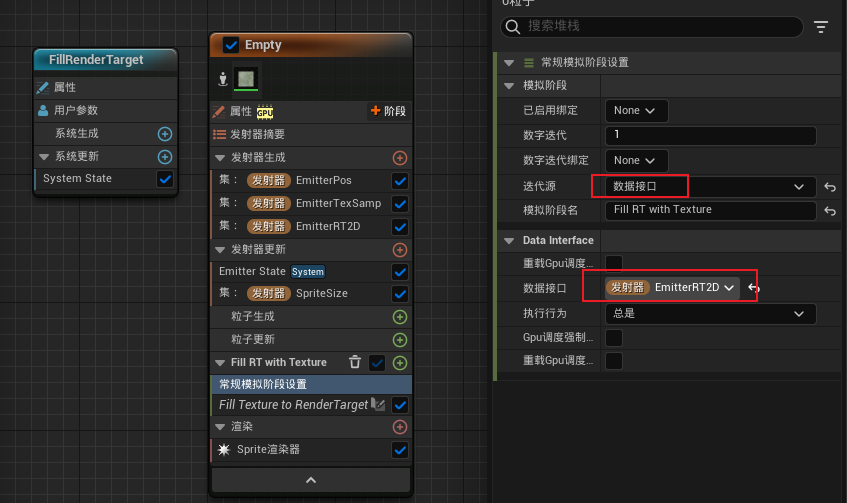 FillRenderTarget
属性
用户参数
系统生成
系统更新
System State
Empty
属性 GPU 阶段
发射器摘要
发射器生成
集： 发射器 EmitterPos
集： 发射器 EmitterTexSamp
集： 发射器 EmitterRT2D
发射器更新
Emitter State System
集： 发射器 SpriteSize
粒子生成
粒子更新
Fill RT with Texture
常规模拟阶段设置
Fill Texture to RenderTarget
渲染
Sprite渲染器
搜索堆栈
常规模拟阶段设置
模拟阶段
已启用绑定 None
数字迭代 1
数字迭代绑定 None
迭代源 数据接口
模拟阶段名 Fill RT with Texture
Data Interface
重载Gpu调度...
数据接口 发射器 EmitterRT2D
执行行为 总是
Gpu调度强制...
重载Gpu调度...